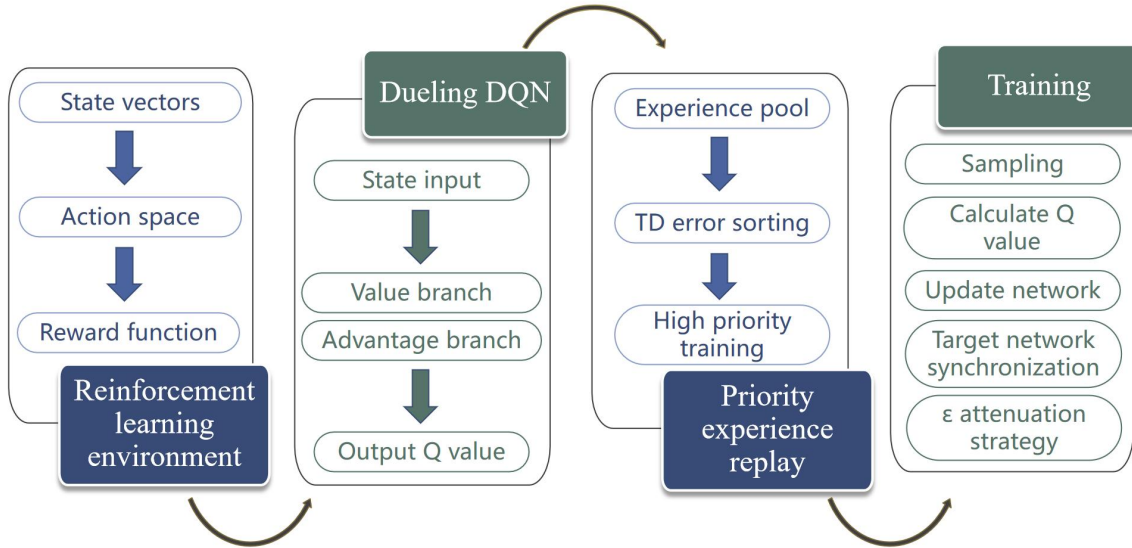 State vectors
Action space
Reward function
Reinforcement
learning
environment
Dueling DQN
State input
Value branch
Advantage branch
Output Q value
Experience pool
TD error sorting
High priority
training
Priority
experience
replay
Training
Sampling
Calculate Q
value
Update network
Target network
synchronization
ε attenuation
strategy